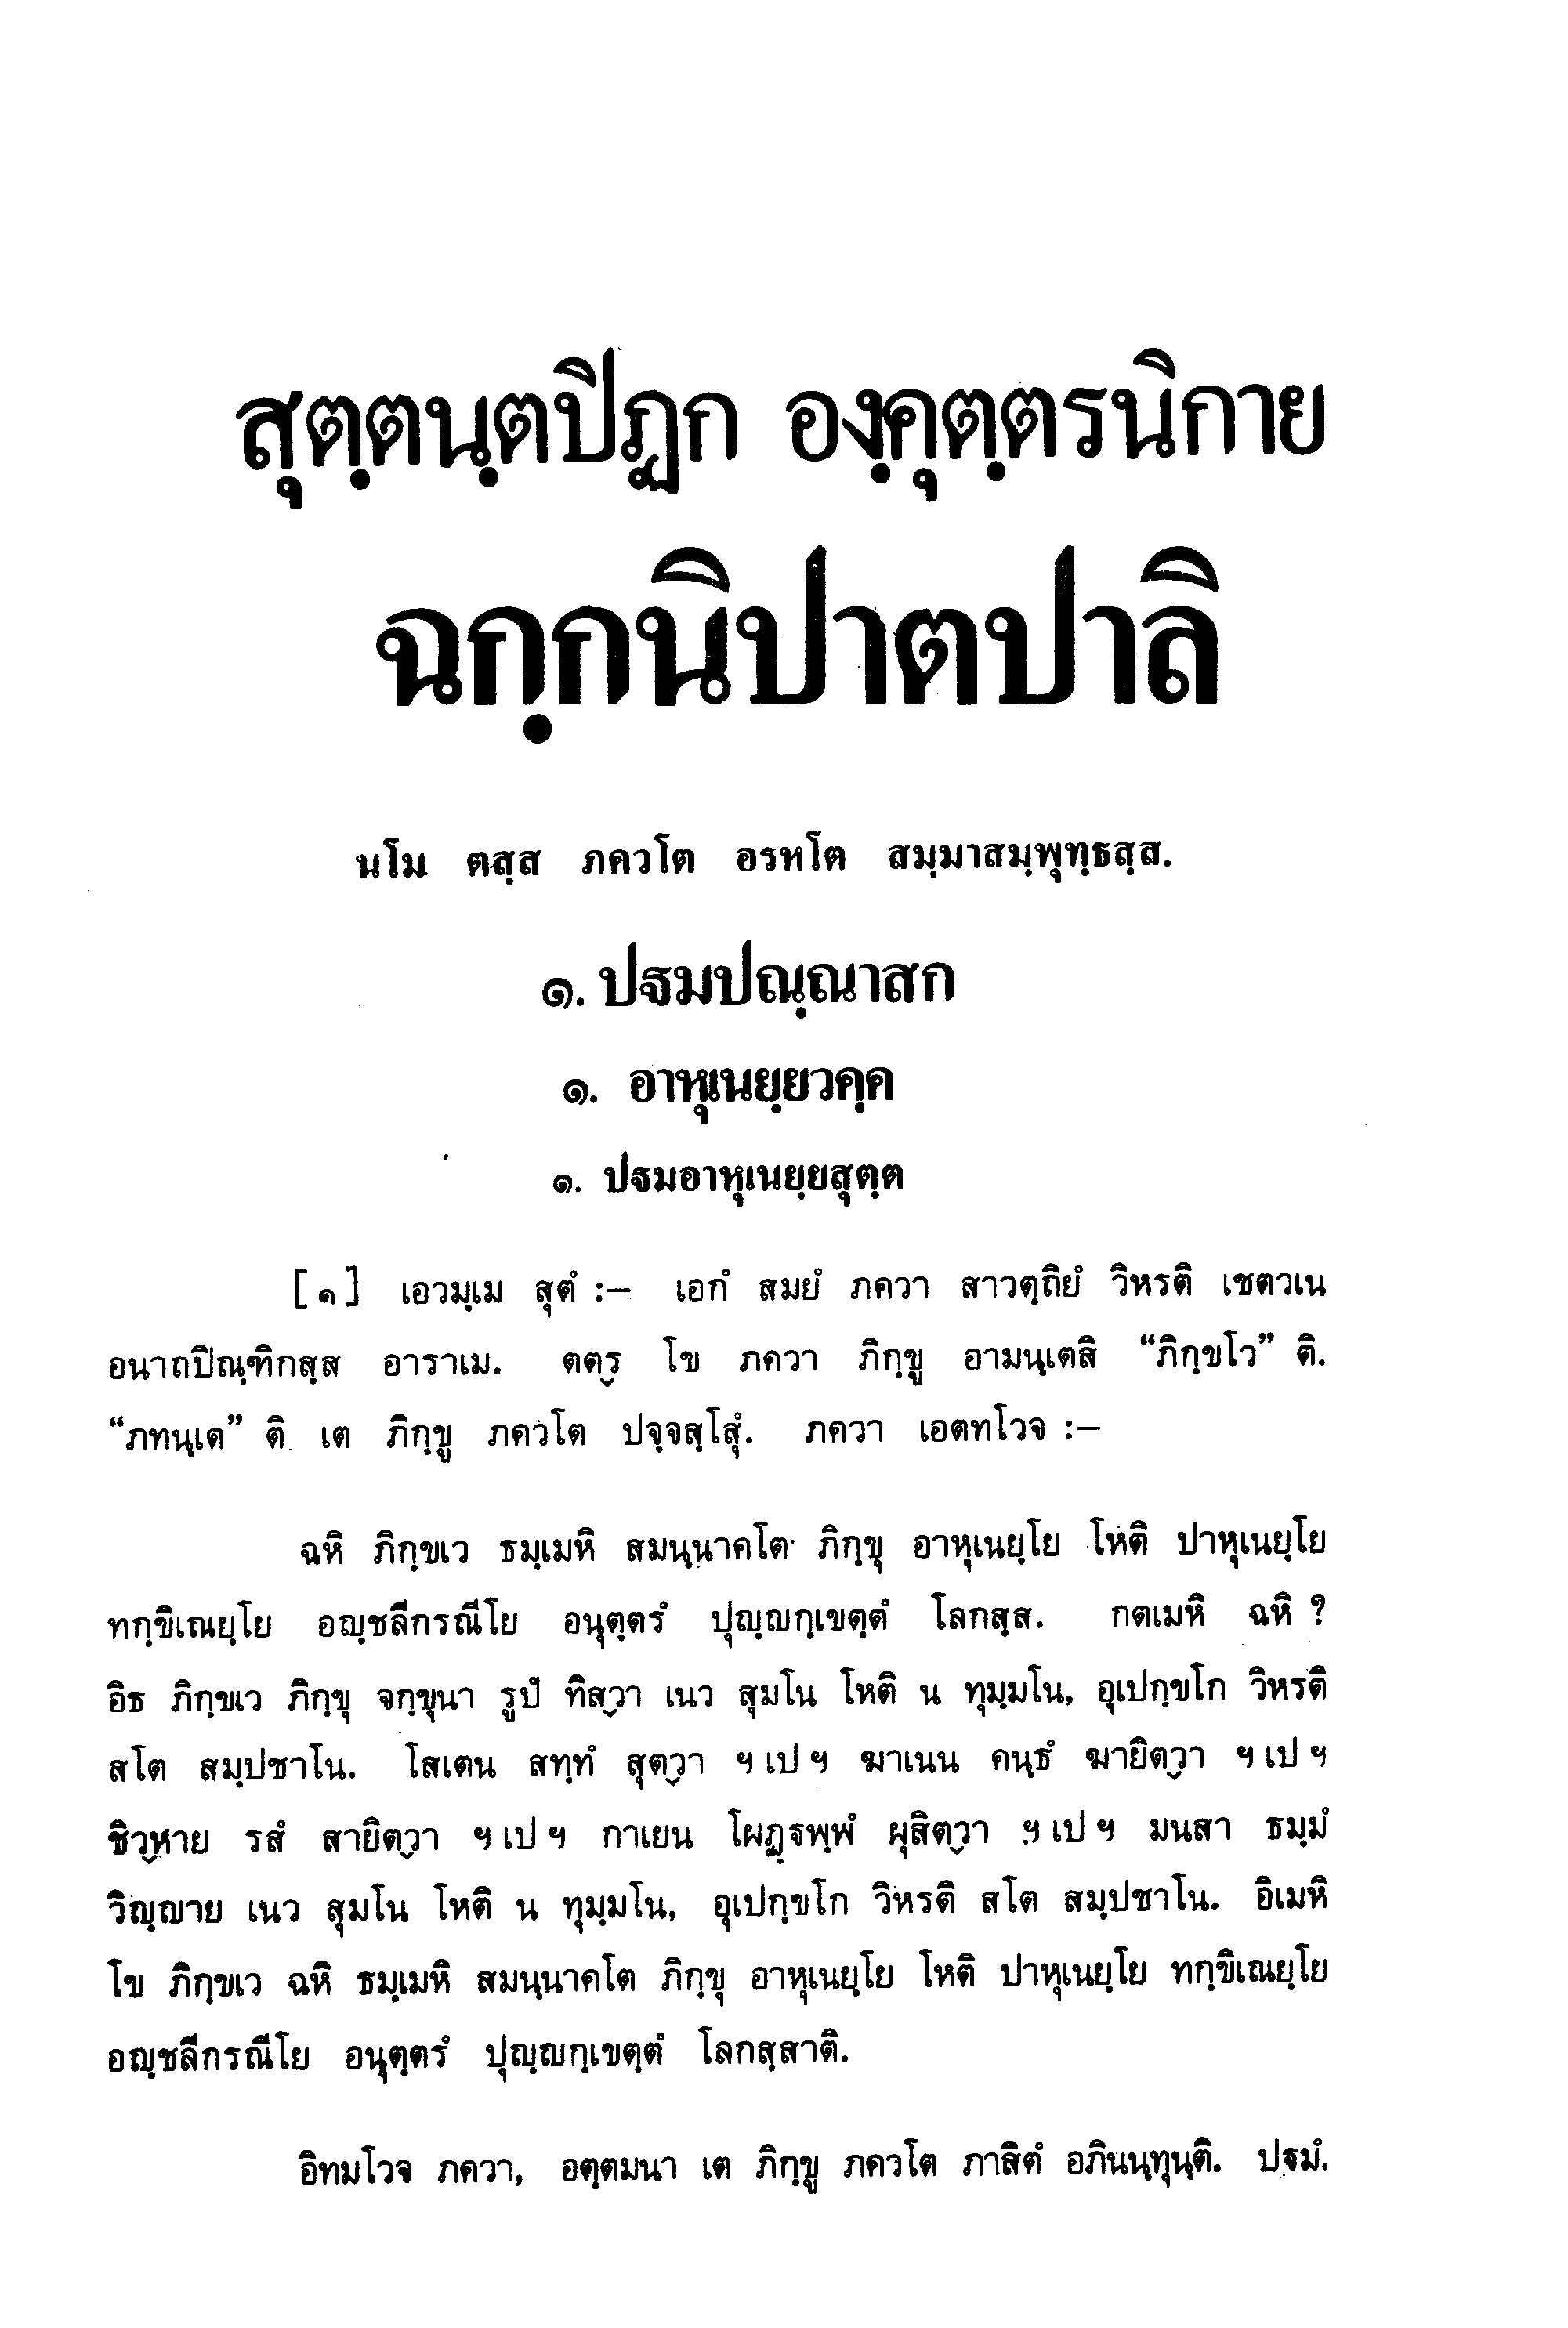 สุตฺตนฺตปิฏก องฺคุตฺตรนิกาย
ฉกฺกนิปาตปาลิ
นโม ตสฺส ภควโต อรหโต สมฺมาสมฺพุทฺธสฺส.
๑. ปฐมปณฺณาสก
๑. อาหุเนยฺยวคฺค
๑. ปฐมอาหุเนยฺยสุตฺต
[๑] เอวมฺเม สุตํ :— เอกํ สมยํ ภควา สาวตฺถิยํ วิหรติ เชตวเน
อนาถปิณฺฑิกสฺส อาราเม. ตตฺร โข ภควา ภิกฺขู อามนฺเตสิ “ภิกฺขโว” ติ.
“ภทนฺเต” ติ เต ภิกฺขู ภควโต ปจฺจสฺโสุํ. ภควา เอตทโวจ :—
ฉหิ ภิกฺขเว ธมฺเมหิ สมนฺนาคโต ภิกฺขุ อาหุเนยฺโย โหติ ปาหุเนยฺโย
ทกฺขิเณยฺโย อญฺชลีกรณีโย อนุตฺตรํ ปุญฺญกฺเขตฺตํ โลกสฺส. กตเมหิ ฉหิ ?
อิธ ภิกฺขเว ภิกฺขุ จกฺขุนา รูปํ ทิสฺวา เนว สุมโน โหติ น ทุมฺมโน, อุเปกฺขโก วิหรติ
สโต สมฺปชาโน. โสเตน สทฺทํ สุตฺวา ฯ เป ฯ ฆาเนน คนฺธํ ฆายิตฺวา ฯ เป ฯ
ชิวฺหาย รสํ สายิตฺวา ฯ เป ฯ กาเยน โผฏฺฐพฺพํ ผุสิตฺวา ฯ เป ฯ มนสา ธมฺมํ
วิญฺญาย เนว สุมโน โหติ น ทุมฺมโน, อุเปกฺขโก วิหรติ สโต สมฺปชาโน. อิเมหิ
โข ภิกฺขเว ฉหิ ธมฺเมหิ สมนฺนาคโต ภิกฺขุ อาหุเนยฺโย โหติ ปาหุเนยฺโย ทกฺขิเณยฺโย
อญฺชลีกรณีโย อนุตฺตรํ ปุญฺญกฺเขตฺตํ โลกสฺสาติ.
อิทมโวจ ภควา, อตฺตมนา เต ภิกฺขู ภควโต ภาสิตํ อภินนฺทุนฺติ. ปฐมํ.